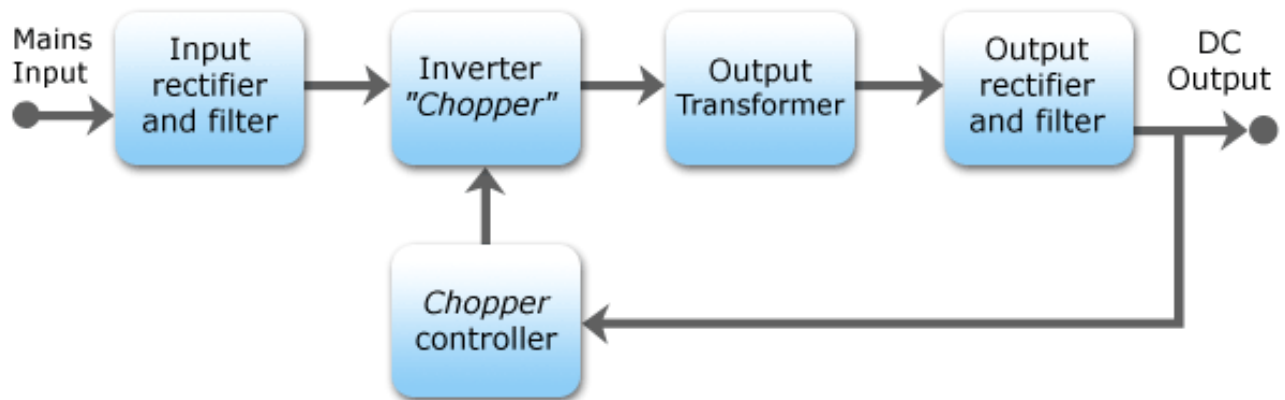 Mains
Input
Input
rectifier
and filter
Inverter
"Chopper"
Output
Transformer
Output
rectifier
and filter
DC
Output
Chopper
controller